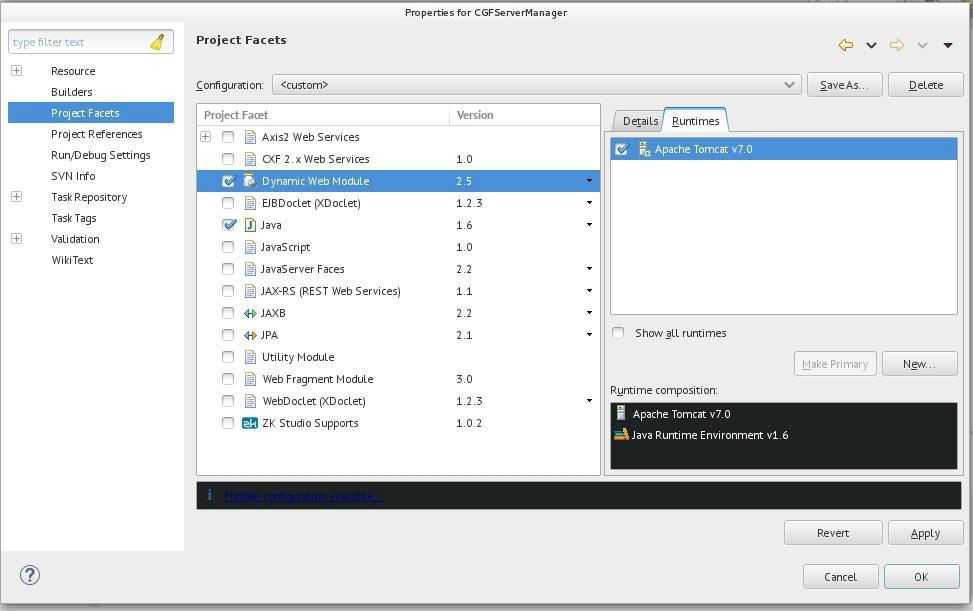 Properties for CGFServerManager
type filter text
Resource
Builders
Project Facets
Project References
Run/Debug Settings
SVN Info
Task Repository
Task Tags
Validation
WikiText
Project Facets
Configuration: <custom> Save As... Delete
Project Facet Version
Axis2 Web Services
CXF 2.x Web Services 1.0
Dynamic Web Module 2.5
EJBDoclet (XDoclet) 1.2.3
Java 1.6
JavaScript 1.0
JavaServer Faces 2.2
JAX-RS (REST Web Services) 1.1
JAXB 2.2
JPA 2.1
Utility Module
Web Fragment Module 3.0
WebDoclet (XDoclet) 1.2.3
ZK Studio Supports 1.0.2
Details Runtimes
Apache Tomcat v7.0
Show all runtimes
Make Primary New...
Runtime composition:
Apache Tomcat v7.0
Java Runtime Environment v1.6
Further configuration available...
Revert Apply
Cancel OK